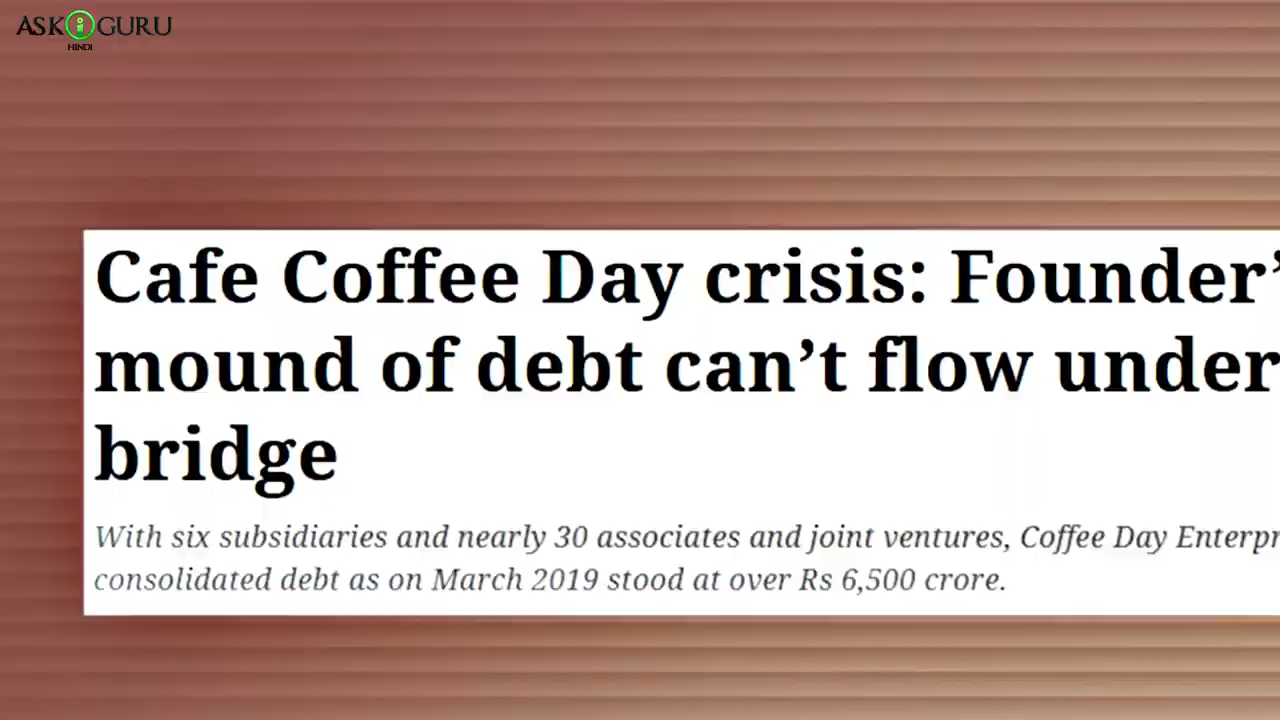 ASK i GURU
HINDI
Cafe Coffee Day crisis: Founder’
mound of debt can’t flow under
bridge
With six subsidiaries and nearly 30 associates and joint ventures, Coffee Day Enterpr
consolidated debt as on March 2019 stood at over Rs 6,500 crore.